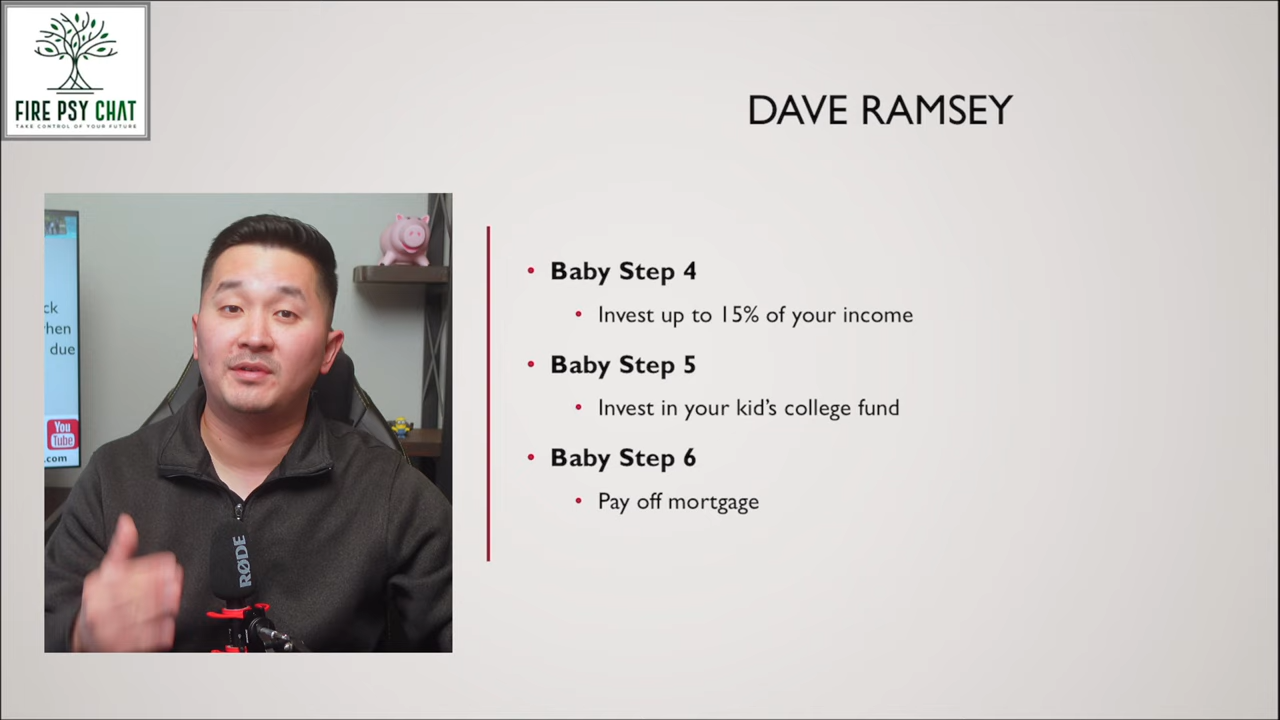 FIRE PSY CHAT
TAKE CONTROL OF YOUR FUTURE
DAVE RAMSEY
• Baby Step 4
• Invest up to 15% of your income
• Baby Step 5
• Invest in your kid's college fund
• Baby Step 6
• Pay off mortgage
ck
hen
due
You
Tube
.com
RØDE